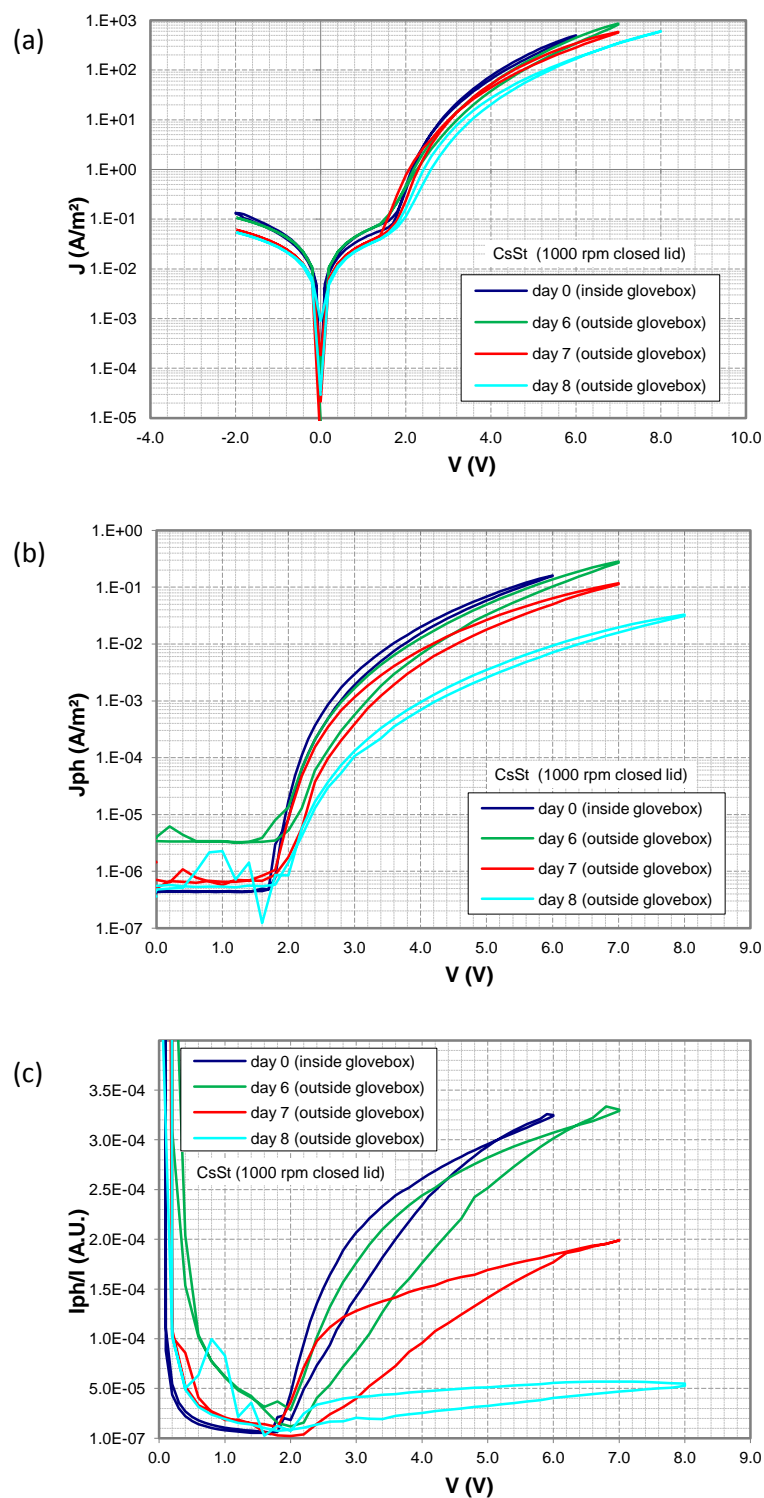 (a)
1.E+03
1.E+02
1.E+01
1.E+00
1.E-01
1.E-02
1.E-03
1.E-04
1.E-05
J (A/m²)
CsSt (1000 rpm closed lid)
day 0 (inside glovebox)
day 6 (outside glovebox)
day 7 (outside glovebox)
day 8 (outside glovebox)
-4.0 -2.0 0.0 2.0 4.0 6.0 8.0 10.0
V (V)
(b)
1.E+00
1.E-01
1.E-02
1.E-03
1.E-04
1.E-05
1.E-06
1.E-07
Jph (A/m²)
CsSt (1000 rpm closed lid)
day 0 (inside glovebox)
day 6 (outside glovebox)
day 7 (outside glovebox)
day 8 (outside glovebox)
0.0 1.0 2.0 3.0 4.0 5.0 6.0 7.0 8.0 9.0
V (V)
(c)
day 0 (inside glovebox)
day 6 (outside glovebox)
day 7 (outside glovebox)
day 8 (outside glovebox)
CsSt (1000 rpm closed lid)
3.5E-04
3.0E-04
2.5E-04
2.0E-04
1.5E-04
1.0E-04
5.0E-05
1.0E-07
Iph/I (A.U.)
0.0 1.0 2.0 3.0 4.0 5.0 6.0 7.0 8.0 9.0
V (V)